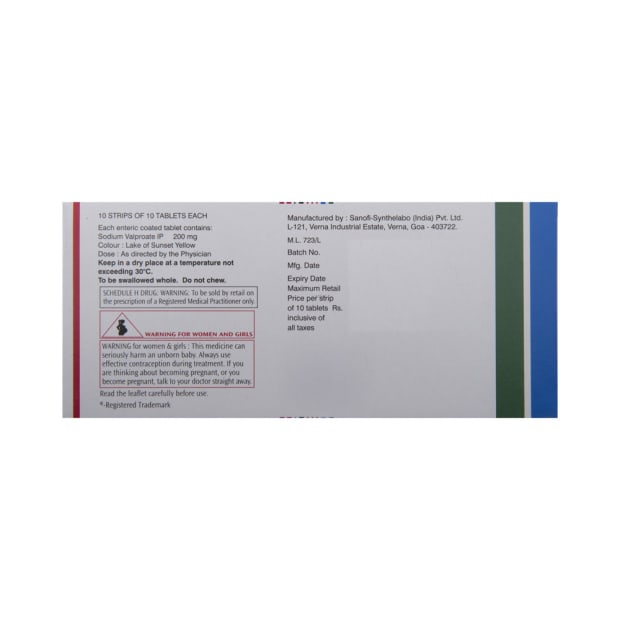 10 STRIPS OF 10 TABLETS EACH
Each enteric coated tablet contains:
Sodium Valproate IP 200 mg
Colour : Lake of Sunset Yellow
Dose : As directed by the Physician
Keep in a dry place at a temperature not
exceeding 30°C.
To be swallowed whole. Do not chew.
SCHEDULE H DRUG: WARNING: To be sold by retail on
the prescription of a Registered Medical Practitioner only.
WARNING FOR WOMEN AND GIRLS
WARNING for women & girls : This medicine can
seriously harm an unborn baby. Always use
effective contraception during treatment. If you
are thinking about becoming pregnant, or you
become pregnant, talk to your doctor straight away.
Read the leaflet carefully before use.
*-Registered Trademark
Manufactured by : Sanofi-Synthelabo (India) Pvt. Ltd.
L-121, Verna Industrial Estate, Verna, Goa - 403722.
M.L. 723/L
Batch No.
Mfg. Date
Expiry Date
Maximum Retail
Price per strip
of 10 tablets Rs.
inclusive of
all taxes